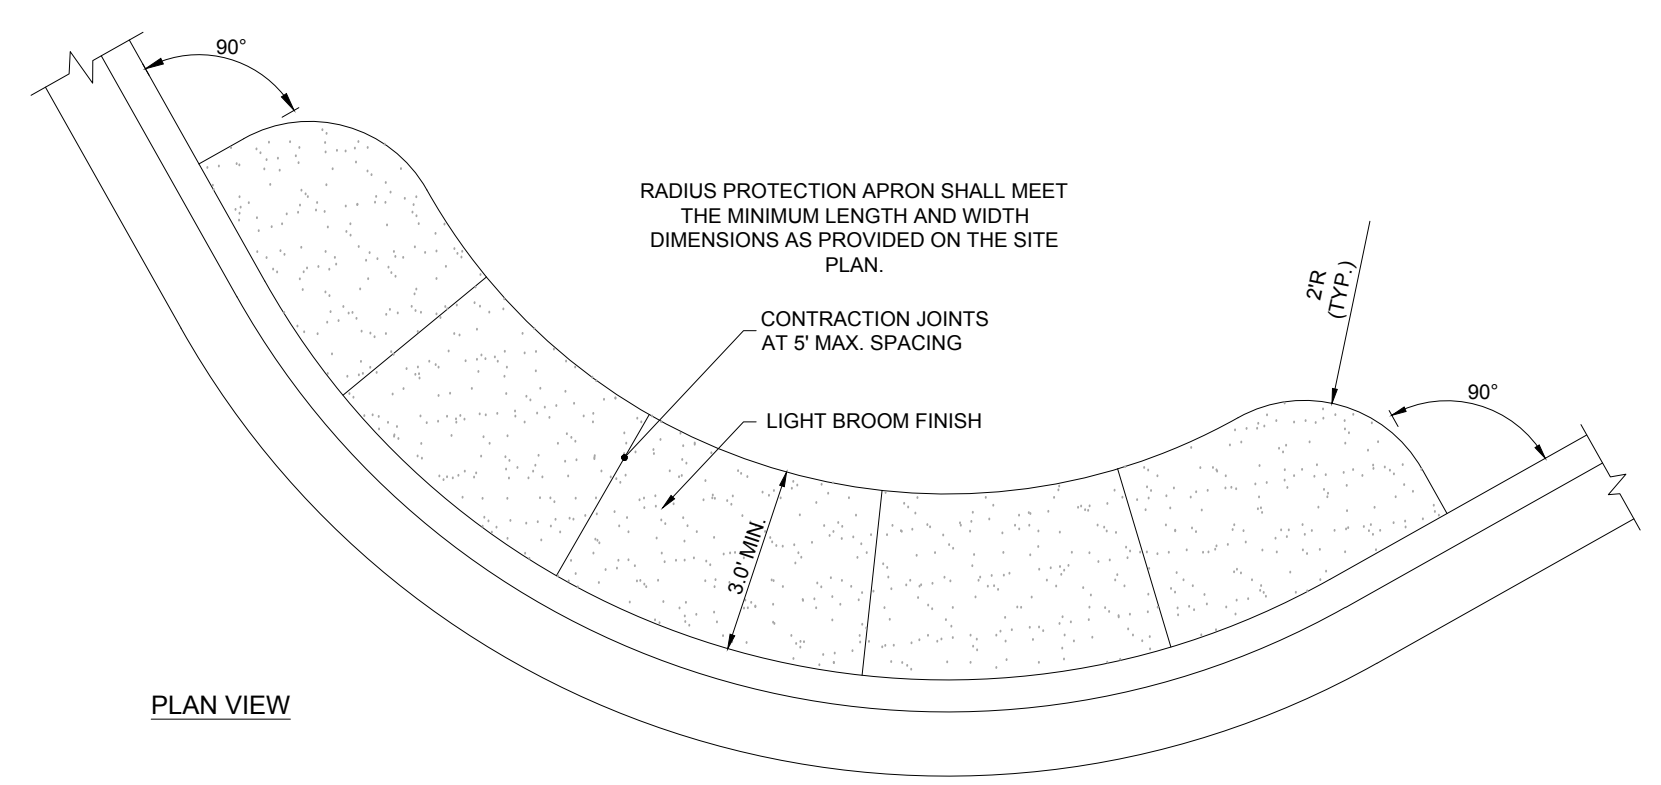 90°
RADIUS PROTECTION APRON SHALL MEET
THE MINIMUM LENGTH AND WIDTH
DIMENSIONS AS PROVIDED ON THE SITE
PLAN.
2'R
(TYP.)
CONTRACTION JOINTS
AT 5' MAX. SPACING
90°
LIGHT BROOM FINISH
3.0' MIN.
PLAN VIEW